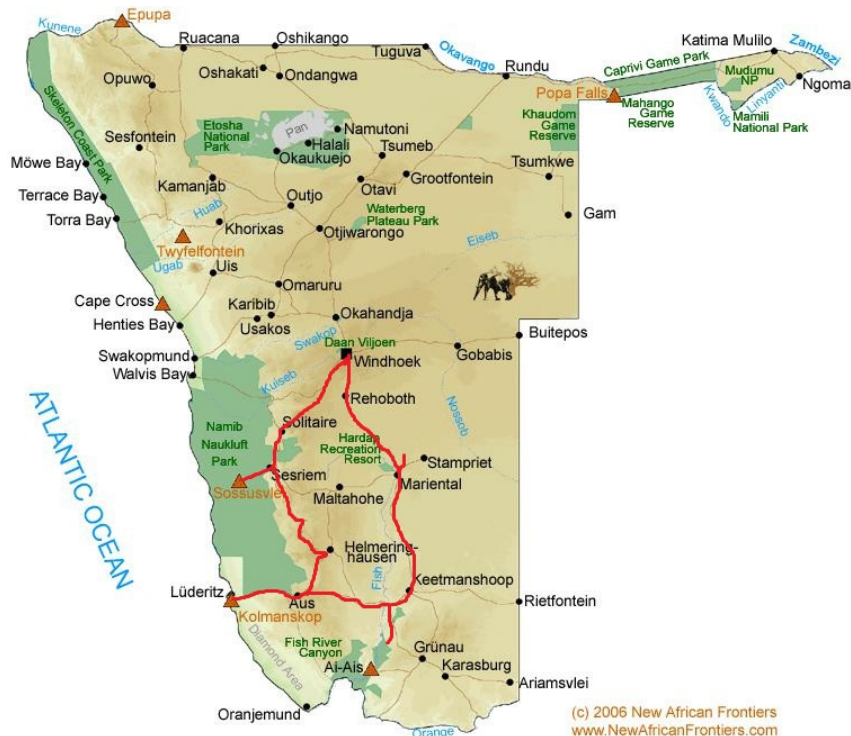 Epupa
Kunene
Ruacana
Oshikango
Tuguva
Okavango
Rundu
Katima Mulilo
Zambezi
Caprivi Game Park
Opuwo
Oshakati
Ondangwa
Popa Falls
Mudumu
NP
Ngoma
Kwando
Linyanti
Mahango
Game
Reserve
Mamili
National Park
Skeleton Coast Park
Etosha
National
Park
Pan
Namutoni
Halali
Okaukuejo
Khaudom
Game
Reserve
Sesfontein
Tsumeb
Möwe Bay
Kamanjab
Otavi
Grootfontein
Tsumkwe
Terrace Bay
Outjo
Huab
Torra Bay
Khorixas
Waterberg
Plateau Park
Gam
Otjiwarongo
Twyfelfontein
Eiseb
Ugab
Uis
Omaruru
Cape Cross
Karibib
Okahandja
Henties Bay
Usakos
Swakop
Buitepos
Daan Viljoen
Swakopmund
Windhoek
Gobabis
Walvis Bay
Kuiseb
Rehoboth
Nossob
ATLANTIC OCEAN
Namib
Naukluft
Park
Solitaire
Hardap
Recreation
Resort
Stampriet
Sesriem
Mariental
Sossusvlei
Maltahohe
Helmering-
hausen
Fish
Keetmanshoop
Lüderitz
Aus
Rietfontein
Kolmanskop
Diamond Area
Fish River
Canyon
Grünau
Ai-Ais
Karasburg
Ariamsvlei
Oranjemund
Orange
(c) 2006 New African Frontiers
www.NewAfricanFrontiers.com